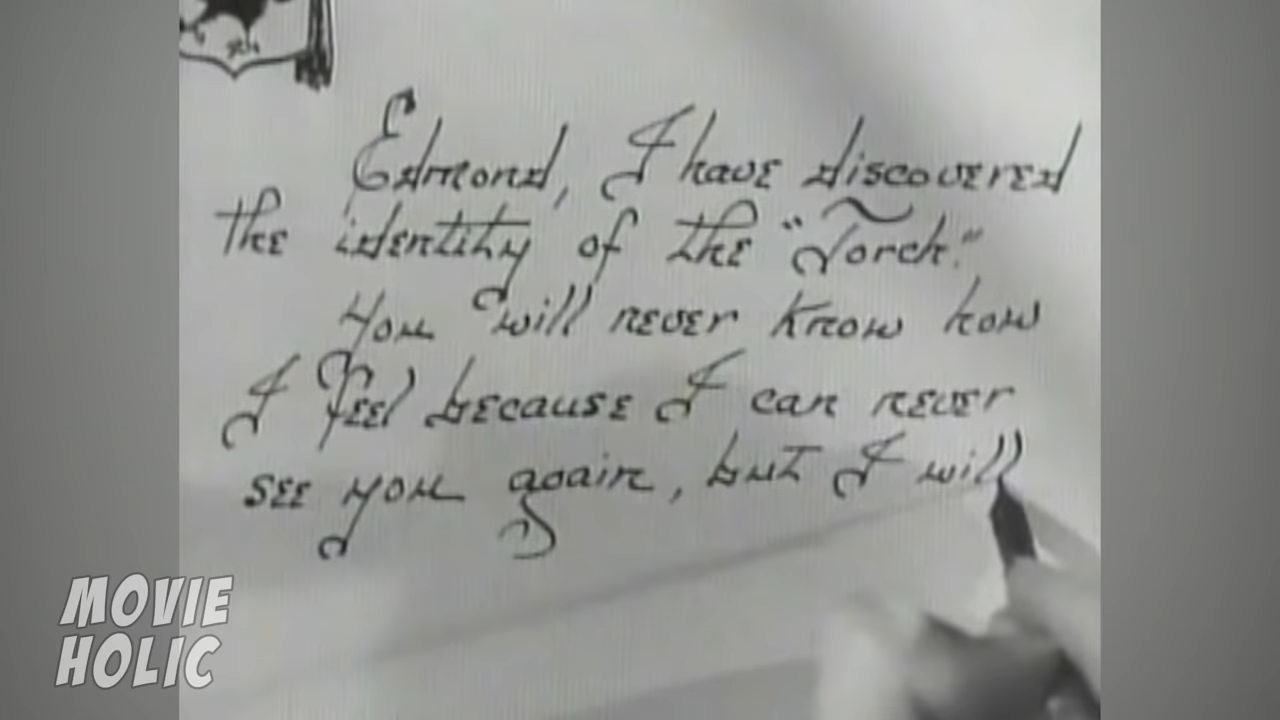 Edmond, I have discovered
the identity of the "Torch."
You will never know how
I feel because I can never
see you again, but I will
MOVIE
HOLIC